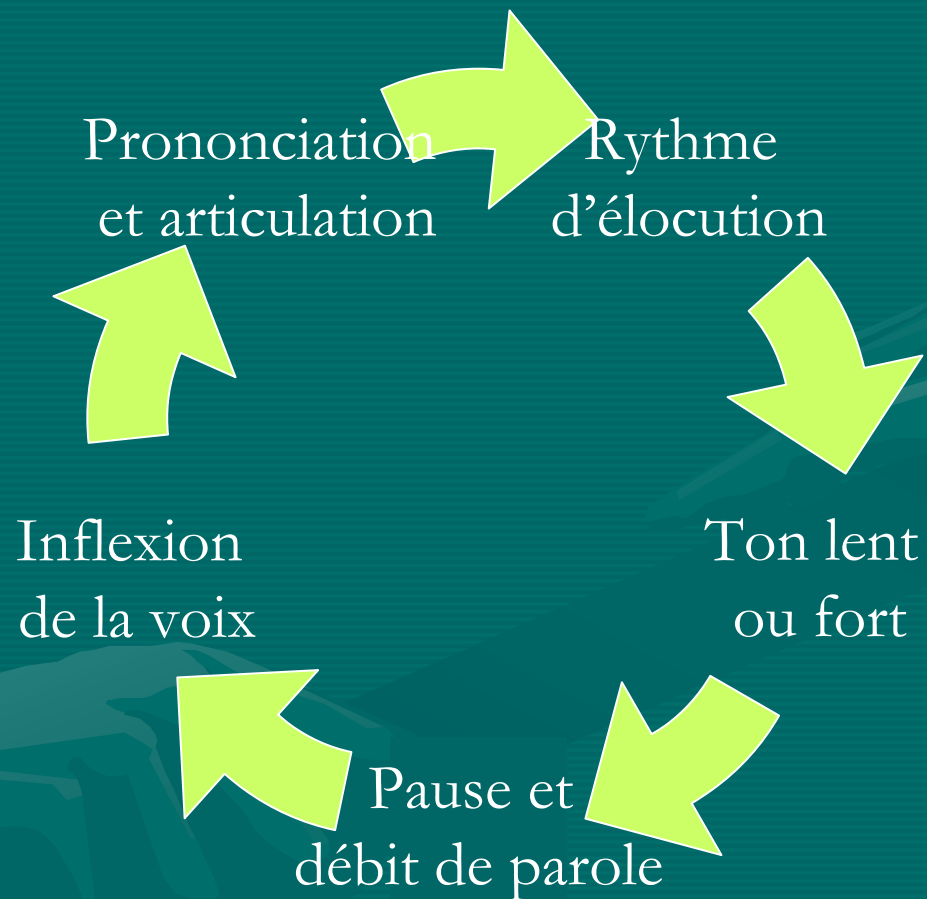 Prononciation
et articulation
Rythme
d’élocution
Ton lent
ou fort
Pause et
débit de parole
Inflexion
de la voix